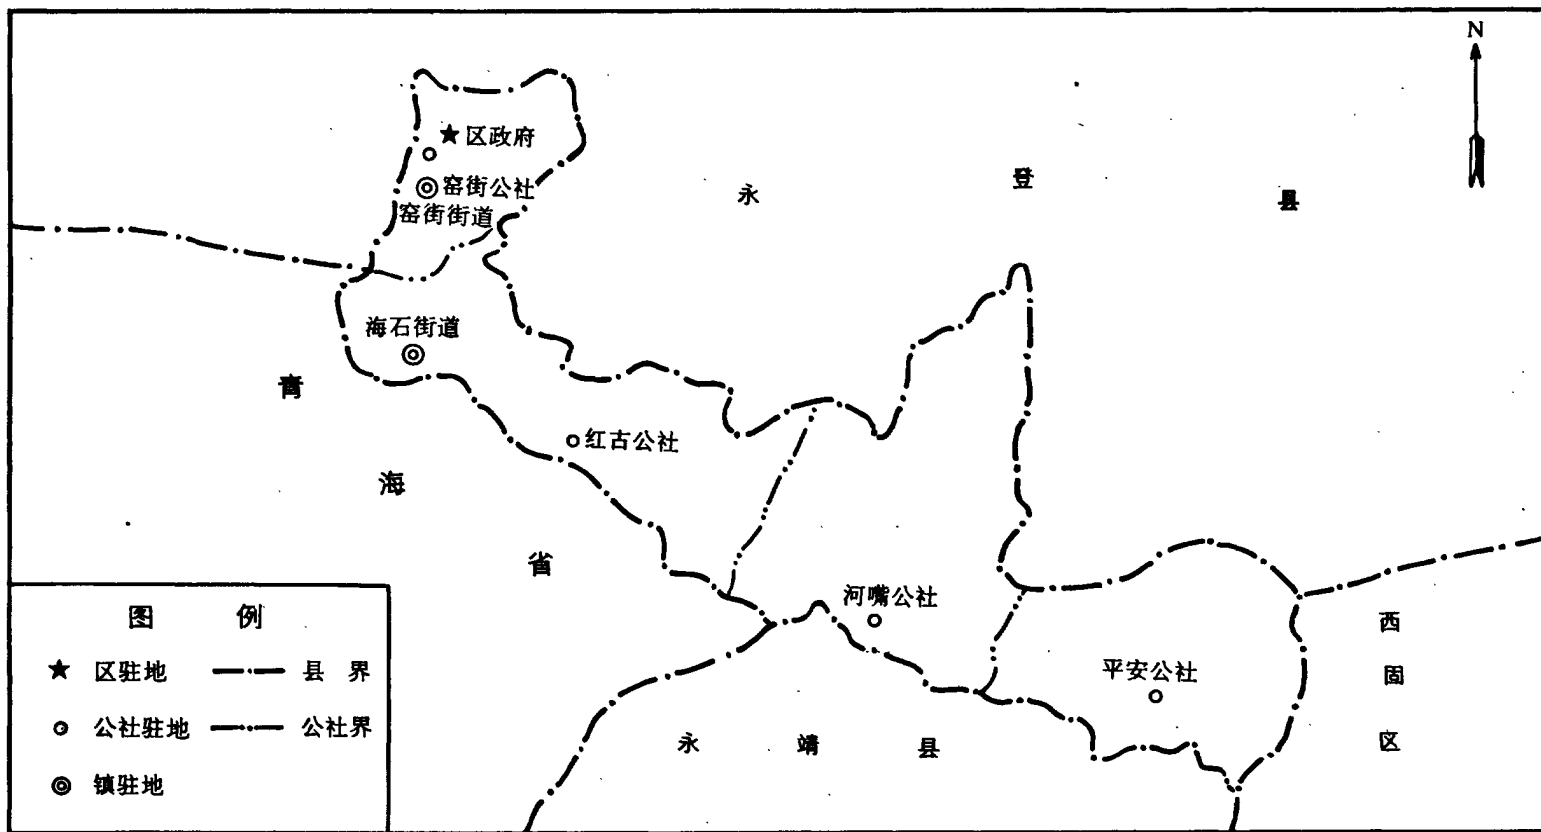 N
区政府
窑街公社
窑街街道
永登县
海石街道
青海省
红古公社
河嘴公社
平安公社
西固区
永靖县
图例
区驻地
县界
公社驻地
公社界
镇驻地